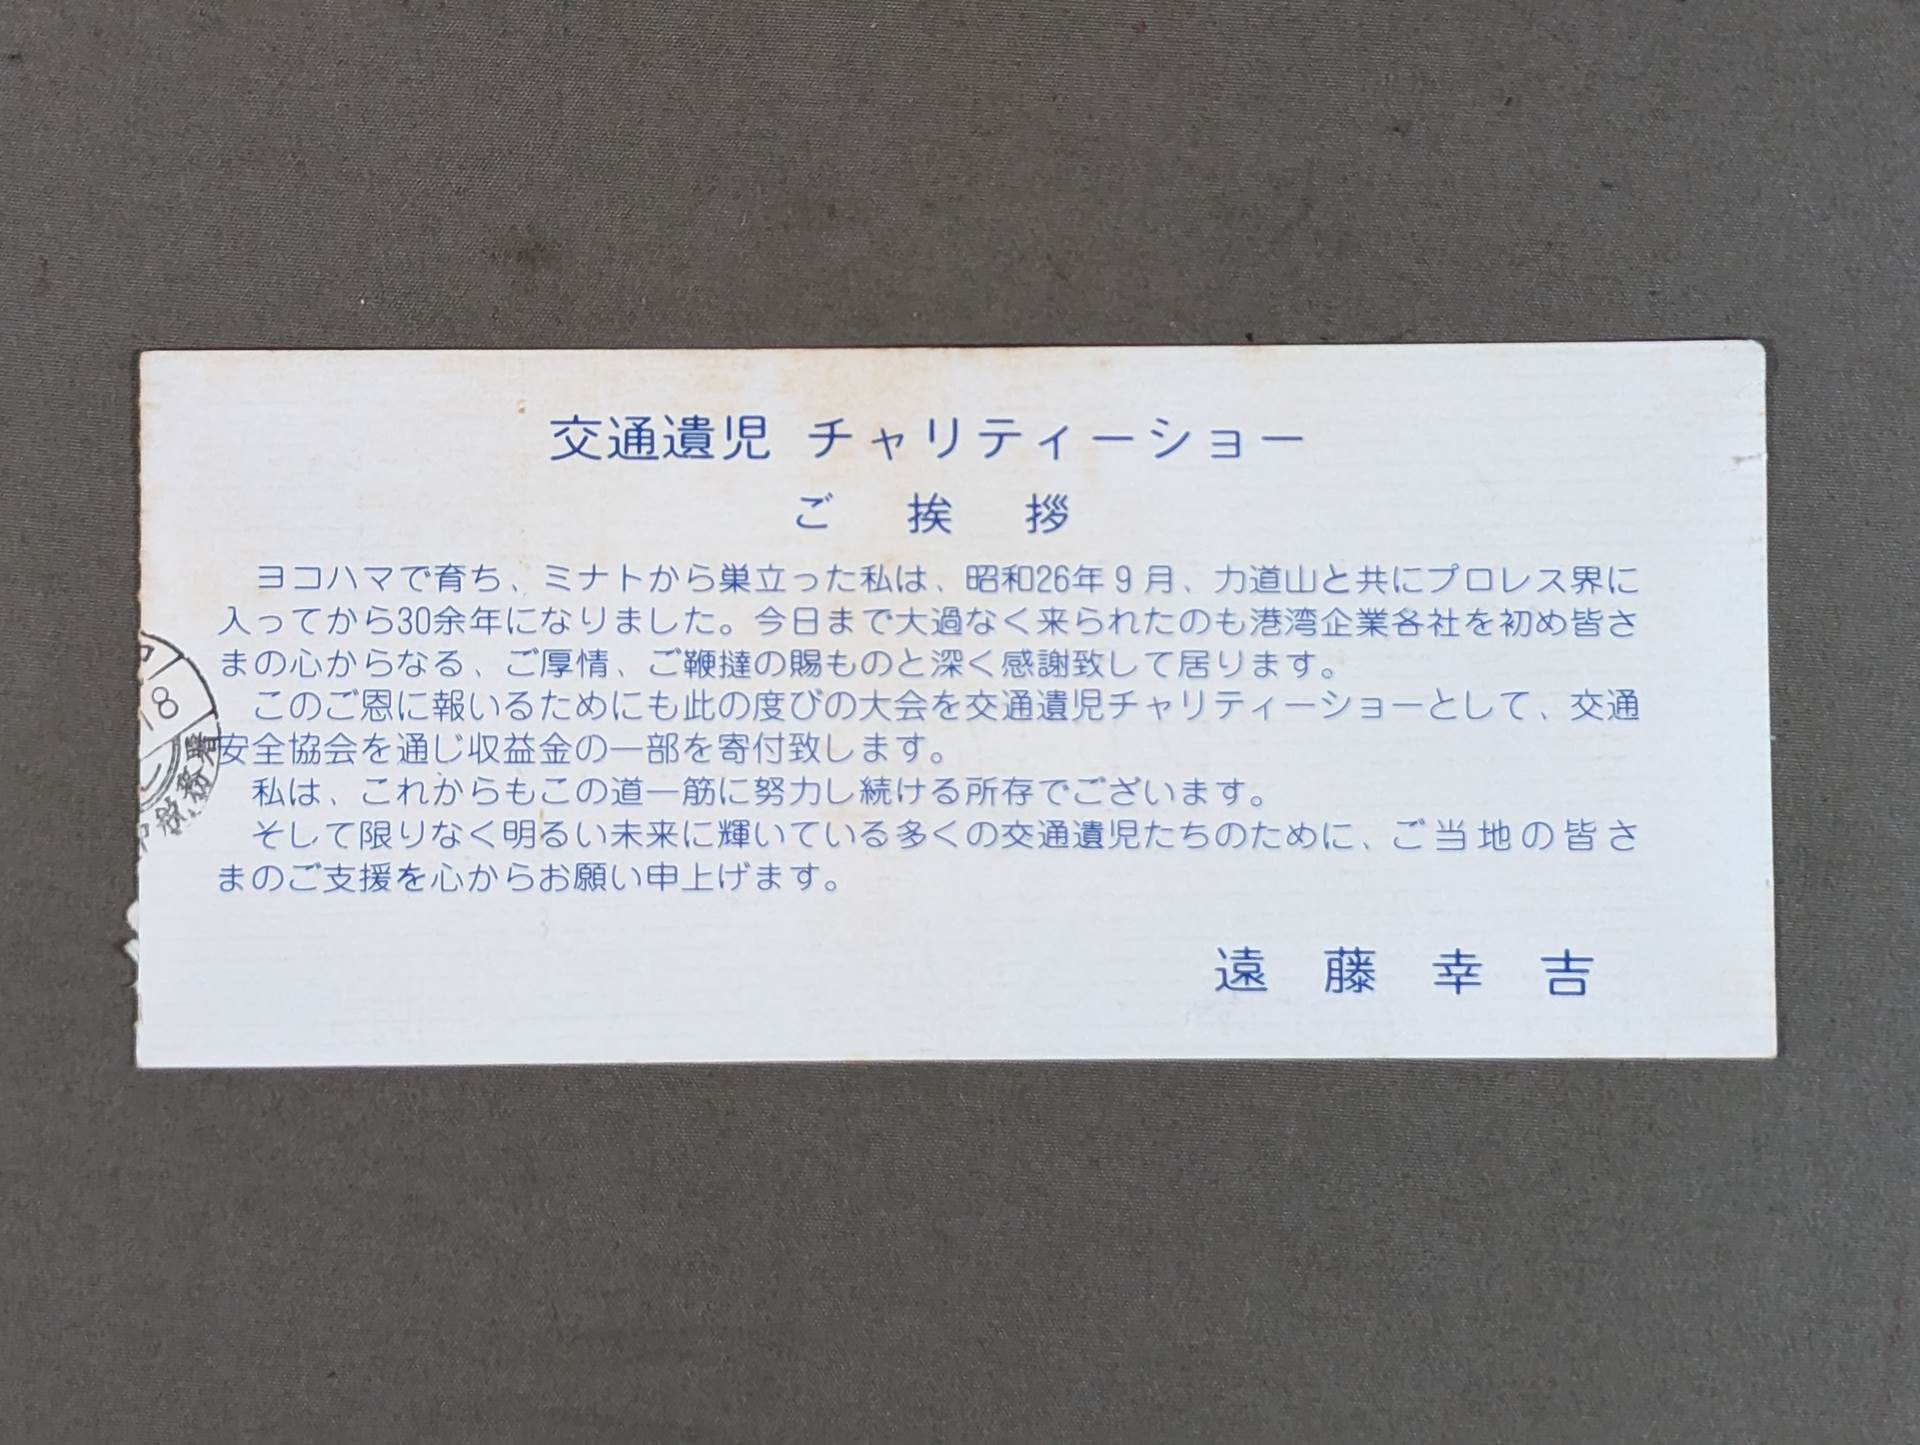 交通遺児 チャリティーショー
ご 挨 拶
ヨコハマで育ち、ミナトから巣立った私は、昭和26年9月、力道山と共にプロレス界に
入ってから30余年になりました。今日まで大過なく来られたのも港湾企業各社を初め皆さ
まの心からなる、ご厚情、ご鞭撻の賜ものと深く感謝致して居ります。
このご恩に報いるためにも此の度びの大会を交通遺児チャリティーショーとして、交通
安全協会を通じ収益金の一部を寄付致します。
私は、これからもこの道一筋に努力し続ける所存でございます。
そして限りなく明るい未来に輝いている多くの交通遺児たちのために、ご当地の皆さ
まのご支援を心からお願い申上げます。
遠 藤 幸 吉
18
税務署